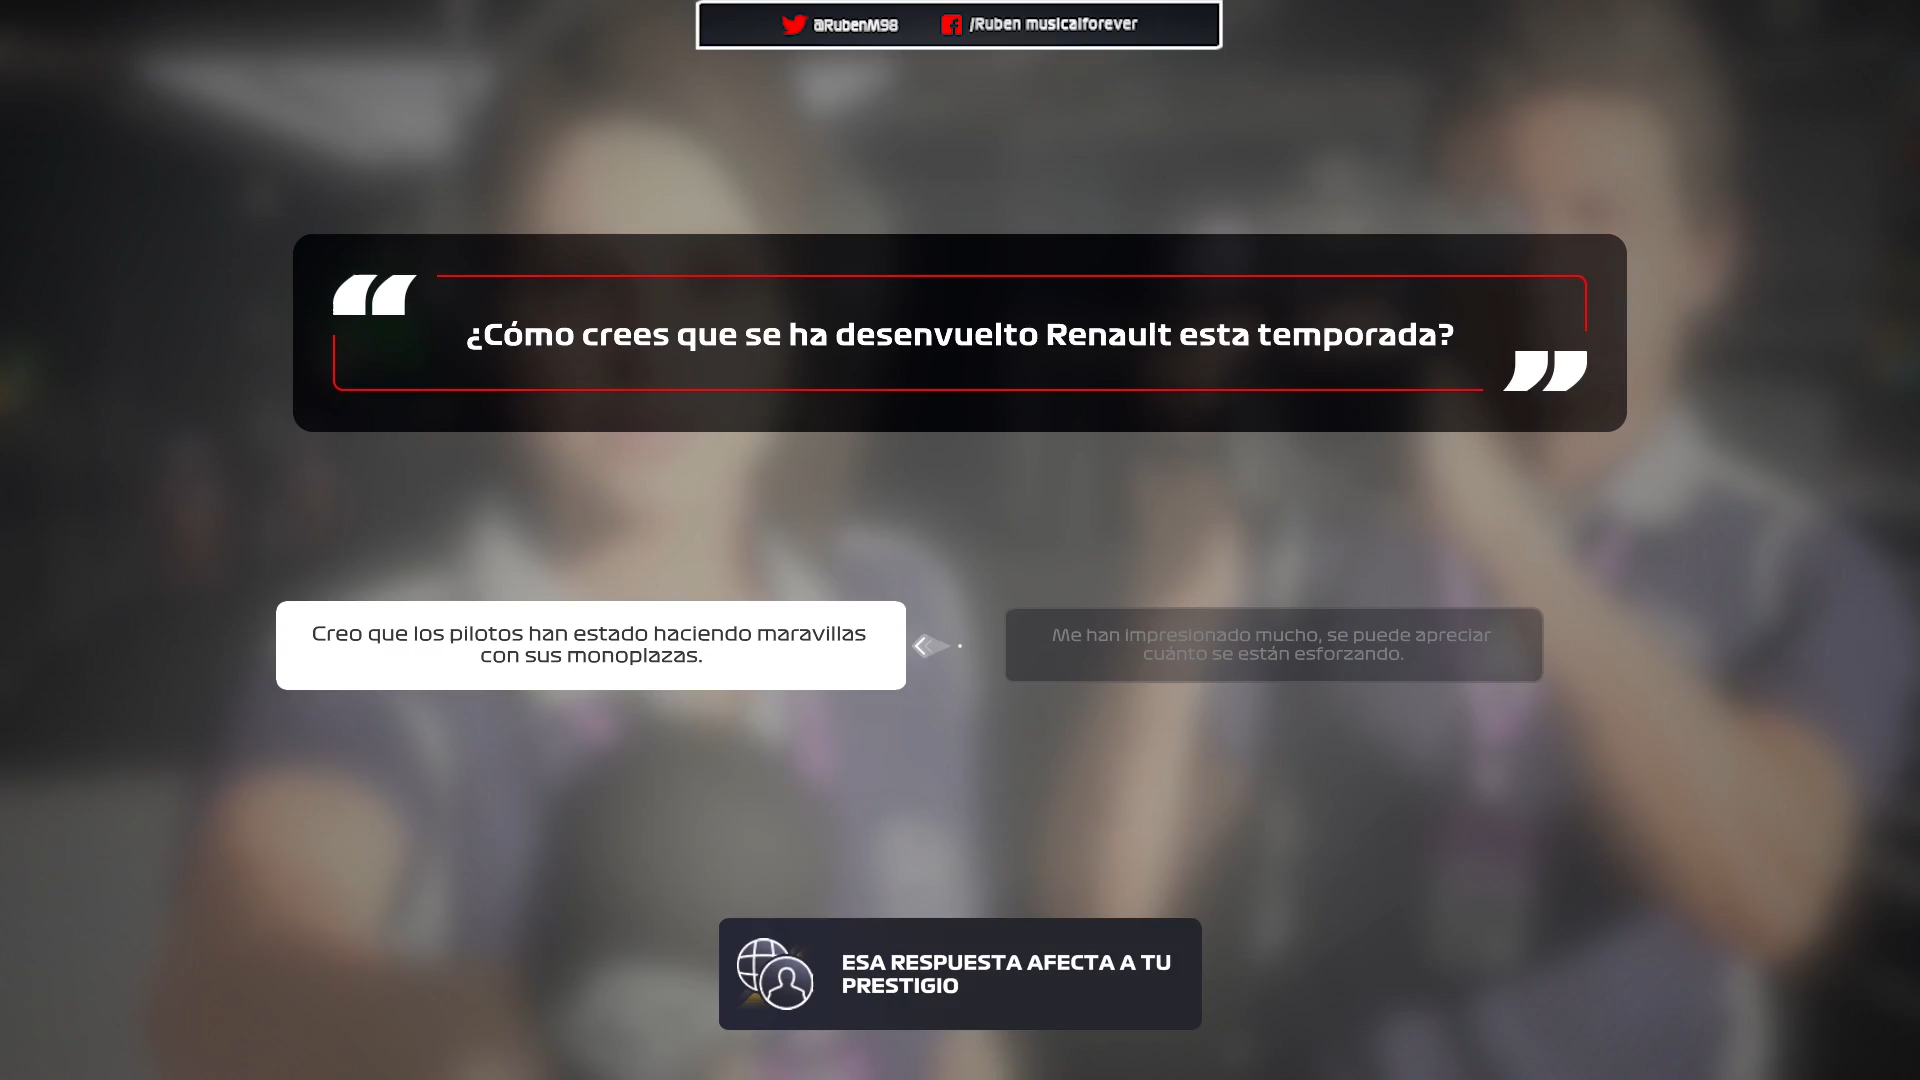 @RubenM98 /Ruben musicalforever
¿Cómo crees que se ha desenvuelto Renault esta temporada?
Creo que los pilotos han estado haciendo maravillas
con sus monoplazas.
Me han impresionado mucho, se puede apreciar
cuánto se están esforzando.
ESA RESPUESTA AFECTA A TU
PRESTIGIO